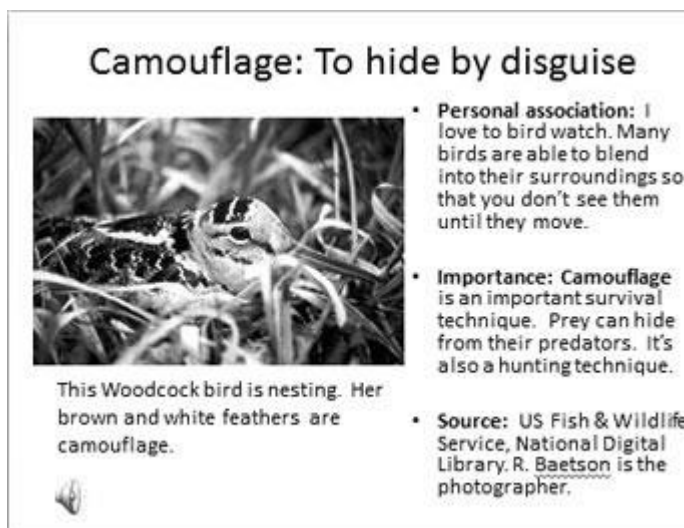 Camouflage: To hide by disguise
This Woodcock bird is nesting. Her
brown and white feathers are
camouflage.
• Personal association: I
love to bird watch. Many
birds are able to blend
into their surroundings so
that you don't see them
until they move.
• Importance: Camouflage
is an important survival
technique. Prey can hide
from their predators. It's
also a hunting technique.
• Source: US Fish & Wildlife
Service, National Digital
Library. R. Baetson is the
photographer.